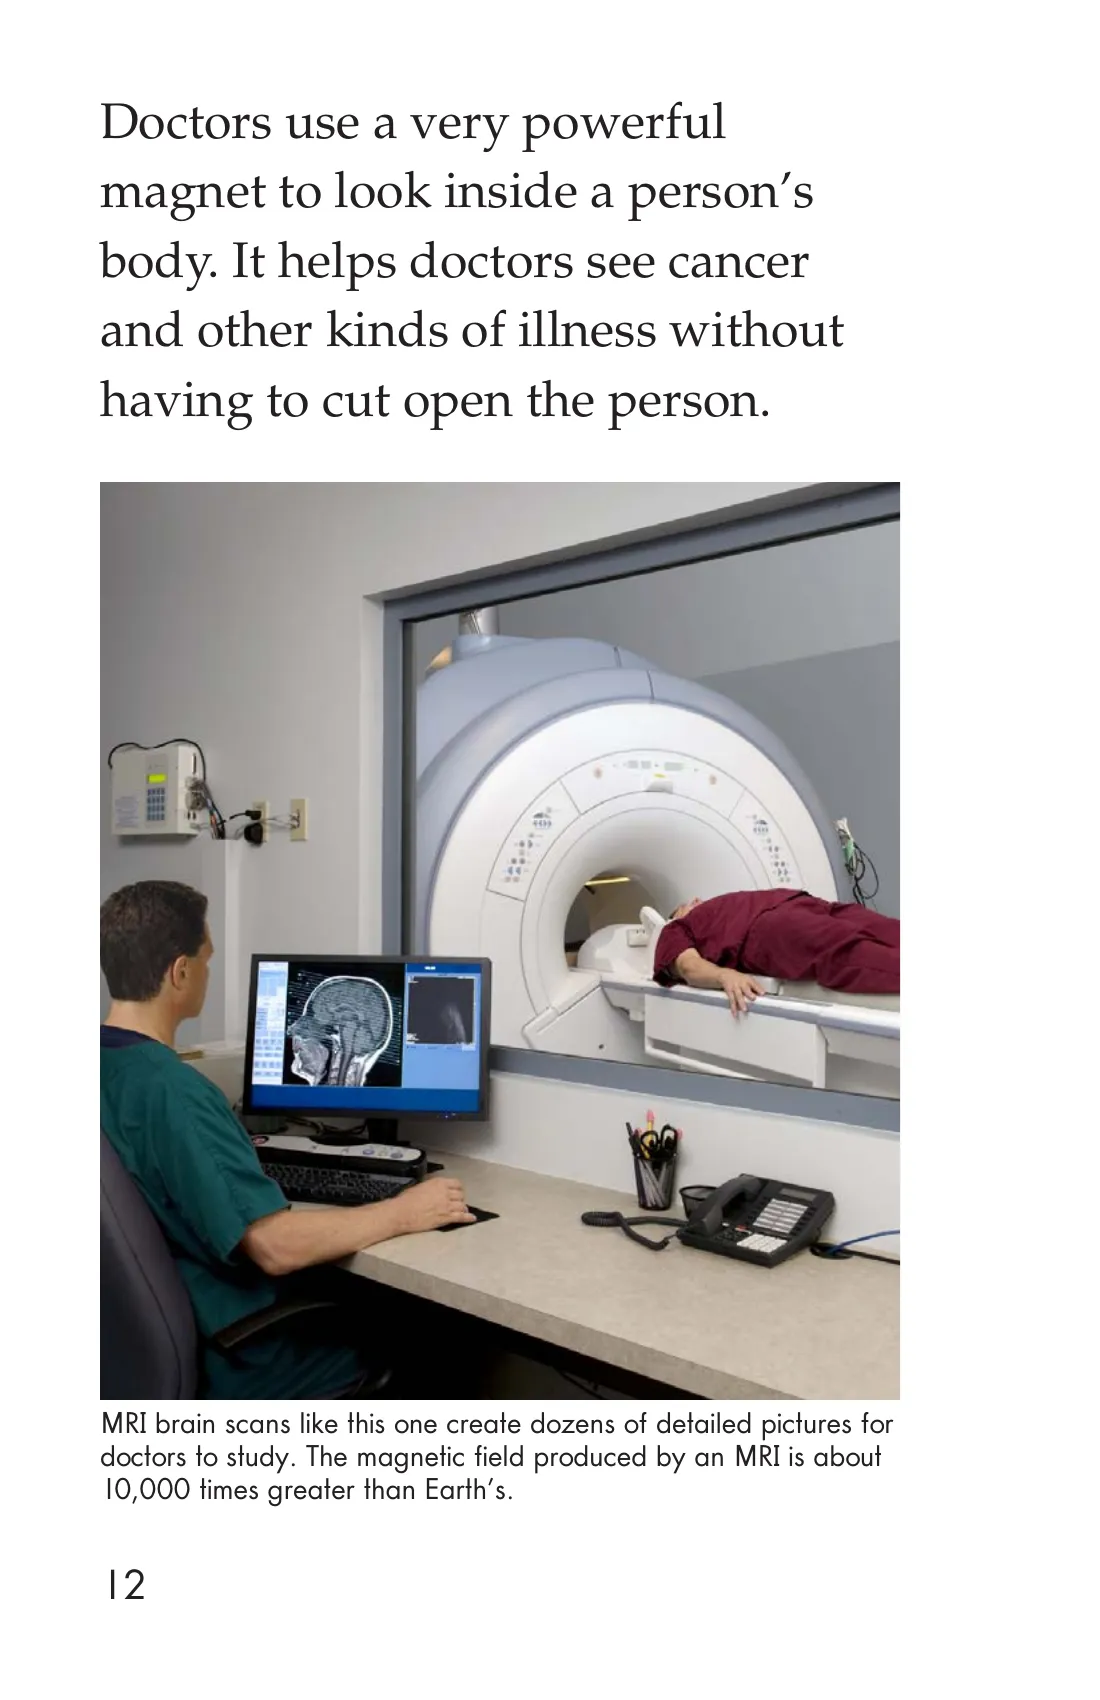 Doctors use a very powerful
magnet to look inside a person’s
body. It helps doctors see cancer
and other kinds of illness without
having to cut open the person.
MRI brain scans like this one create dozens of detailed pictures for
doctors to study. The magnetic field produced by an MRI is about
10,000 times greater than Earth’s.
12